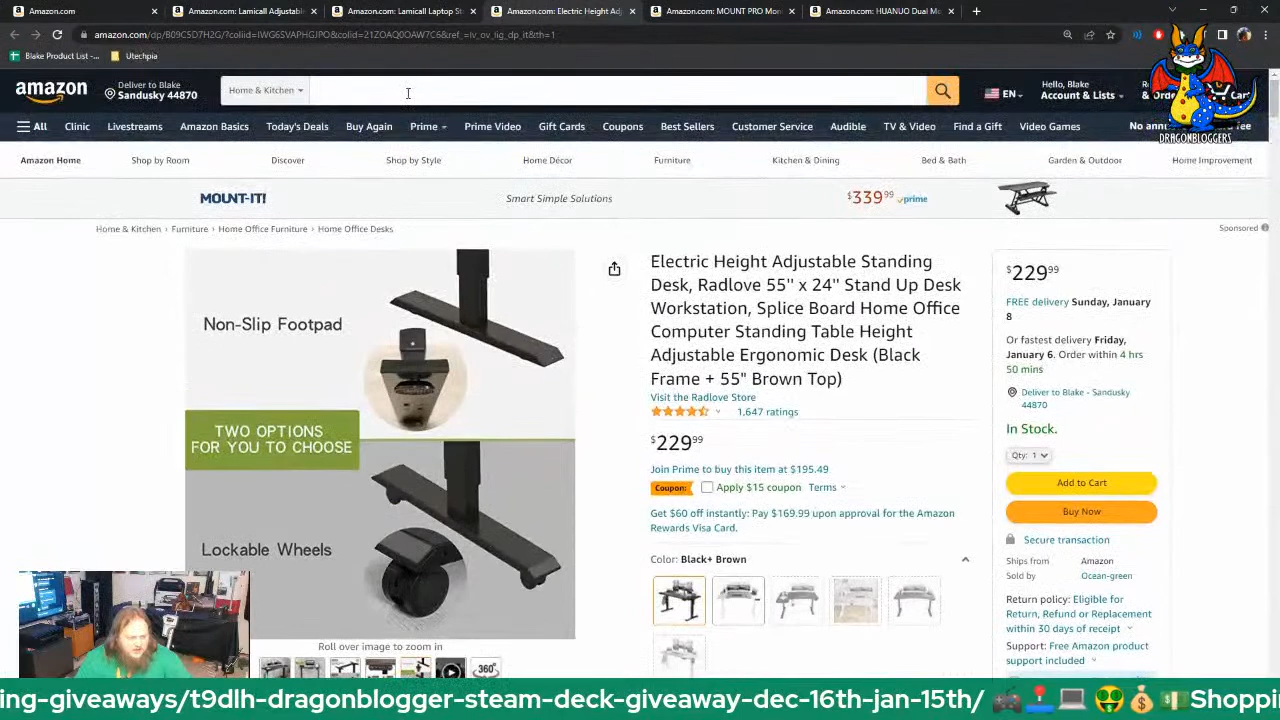 Amazon.com: Lamicall Adjustable
Amazon.com: Lamicall Laptop St
Amazon.com: Electric Height Adj
Amazon.com: MOUNT PRO Mon
Amazon.com: HUANUO Dual M
amazon.com/dp/B09C5D7H2G/?coliid=IWG6SVAPHGJPO&colid=21ZOAQ0OAW7C6&ref_=lv_ov_lig_dp_it&th=1
Blake Product List -...
Utechpia
amazon
Deliver to Blake
Sandusky 44870
Home & Kitchen
EN
Hello, Blake
Account & Lists
Cart
DRAGONBLOGGERS
All Clinic Livestreams Amazon Basics Today's Deals Buy Again Prime Prime Video Gift Cards Coupons Best Sellers Customer Service Audible TV & Video Find a Gift Video Games
Amazon Home Shop by Room Discover Shop by Style Home Décor Furniture Kitchen & Dining Bed & Bath Garden & Outdoor Home Improvement
MOUNT-IT!
Smart Simple Solutions
$339.99 prime
Home & Kitchen › Furniture › Home Office Furniture › Home Office Desks
Sponsored
Non-Slip Footpad
TWO OPTIONS
FOR YOU TO CHOOSE
Lockable Wheels
Roll over image to zoom in
360°
Electric Height Adjustable Standing
Desk, Radlove 55'' x 24'' Stand Up Desk
Workstation, Splice Board Home Office
Computer Standing Table Height
Adjustable Ergonomic Desk (Black
Frame + 55" Brown Top)
Visit the Radlove Store
1,647 ratings
$229.99
Join Prime to buy this item at $195.49
Coupon: Apply $15 coupon Terms
Get $60 off instantly: Pay $169.99 upon approval for the Amazon
Rewards Visa Card.
Color: Black+ Brown
$229.99
FREE delivery Sunday, January
8
Or fastest delivery Friday,
January 6. Order within 4 hrs
50 mins
Deliver to Blake - Sandusky
44870
In Stock.
Qty: 1
Add to Cart
Buy Now
Secure transaction
Ships from Amazon
Sold by Ocean-green
Return policy: Eligible for
Return, Refund or Replacement
within 30 days of receipt
Support: Free Amazon product
support included
ing-giveaways/t9dlh-dragonblogger-steam-deck-giveaway-dec-16th-jan-15th/ 🎮🕹️💻🤑💰💵Shoppi